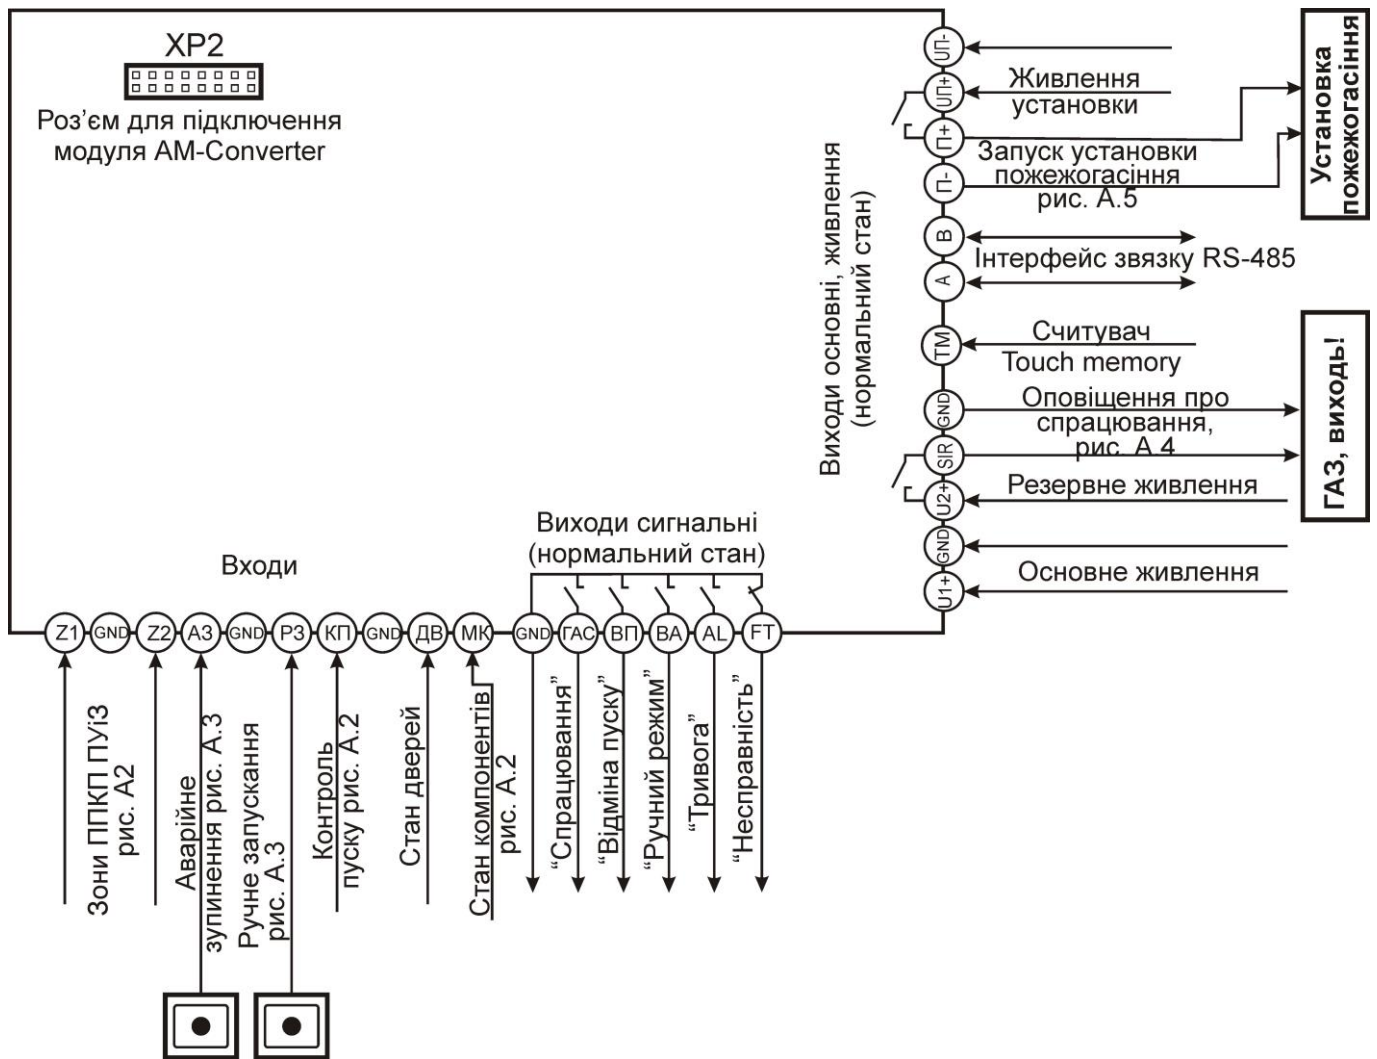 XP2
Роз’єм для підключення
модуля AM-Converter
Виходи основні, живлення
(нормальний стан)
UП-
UП+
П+
П-
B
A
TM
GND
SIR
U2+
GND
U1+
Живлення
установки
Запуск установки
пожежогасіння
рис. А.5
Інтерфейс звязку RS-485
Считувач
Touch memory
Оповіщення про
спрацювання,
рис. А.4
Резервне живлення
Основне живлення
Установка
пожежогасіння
ГАЗ, виходь!
Входи
Виходи сигнальні
(нормальний стан)
Z1
GND
Z2
АЗ
GND
РЗ
КП
GND
ДВ
МК
GND
ГАС
ВП
ВА
AL
FT
Зони ППКП ПУіЗ
рис. А2
Аварійне
зупинення рис. А.3
Ручне запускання
рис. А.3
Контроль
пуску рис. А.2
Стан дверей
Стан компонентів
рис. А.2
“Спрацювання”
“Відміна пуску”
“Ручний режим”
“Тривога”
“Несправність”